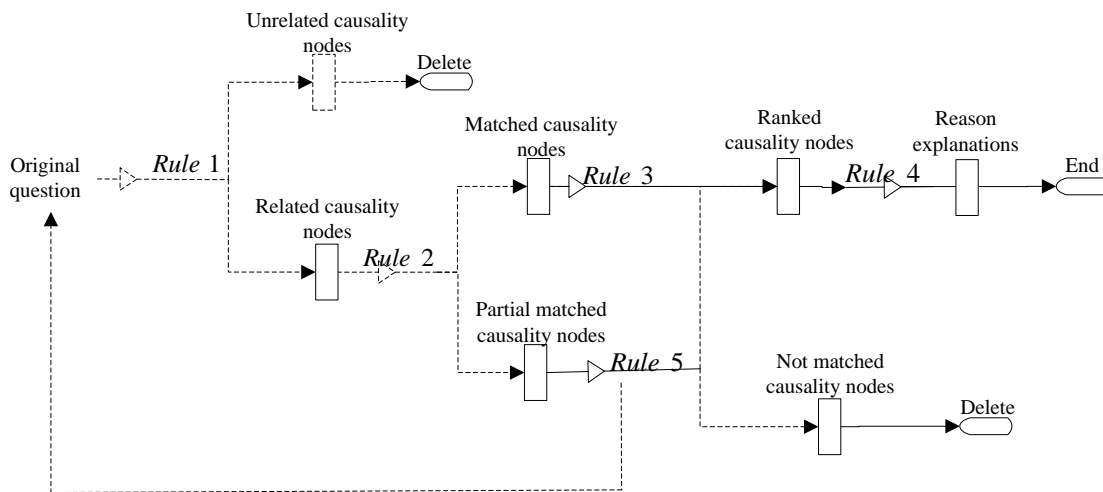 Unrelated causality
nodes
Delete
Matched causality
nodes
Ranked
causality nodes
Reason
explanations
Original
question
Rule 1
Rule 3
Rule 4
End
Related causality
nodes
Rule 2
Partial matched
causality nodes
Rule 5
Not matched
causality nodes
Delete